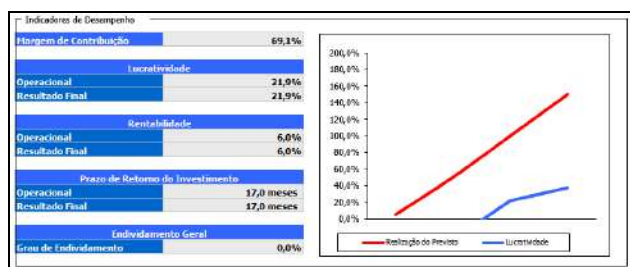 Indicadores de Desempenho
Margem de Contribuição 69,1%
Lucratividade
Operacional 21,9%
Resultado Final 21,9%
Rentabilidade
Operacional 6,0%
Resultado Final 6,0%
Prazo de Retorno do Investimento
Operacional 17,0 meses
Resultado Final 17,0 meses
Endividamento Geral
Grau de Endividamento 0,0%
200,0%
180,0%
160,0%
140,0%
120,0%
100,0%
80,0%
60,0%
40,0%
20,0%
0,0%
Realização do Previsto Lucratividade